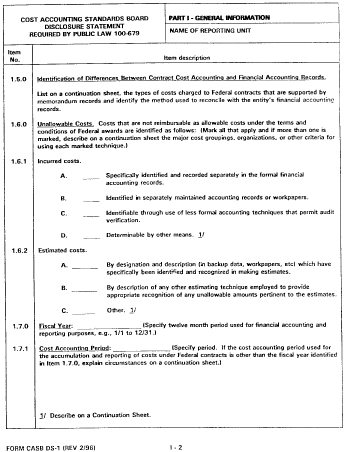 COST ACCOUNTING STANDARDS BOARD
DISCLOSURE STATEMENT
REQUIRED BY PUBLIC LAW 100-679
PART I - GENERAL INFORMATION
NAME OF REPORTING UNIT
Item
No.
Item description
1.5.0 Identification of Differences Between Contract Cost Accounting and Financial Accounting Records.
List on a continuation sheet, the types of costs charged to Federal contracts that are supported by
memorandum records and identify the method used to reconcile with the entity's financial accounting
records.
1.6.0 Unallowable Costs. Costs that are not reimbursable as allowable costs under the terms and
conditions of Federal awards are identified as follows: (Mark all that apply and if more than one is
marked, describe on a continuation sheet the major cost groupings, organizations, or other criteria for
using each marked technique.)
1.6.1 Incurred costs.
A. ____ Specifically identified and recorded separately in the formal financial
accounting records.
B. ____ Identified in separately maintained accounting records or workpapers.
C. ____ Identifiable through use of less formal accounting techniques that permit audit
verification.
D. ____ Determinable by other means. 1/
1.6.2 Estimated costs.
A. ____ By designation and description (in backup data, workpapers, etc) which have
specifically been identified and recognized in making estimates.
B. ____ By description of any other estimating technique employed to provide
appropriate recognition of any unallowable amounts pertinent to the estimates.
C. ____ Other. 1/
1.7.0 Fiscal Year: ____________ (Specify twelve month period used for financial accounting and
reporting purposes, e.g., 1/1 to 12/31.)
1.7.1 Cost Accounting Period: ____________ (Specify period. If the cost accounting period used for
the accumulation and reporting of costs under Federal contracts is other than the fiscal year identified
in Item 1.7.0, explain circumstances on a continuation sheet.)
1/ Describe on a Continuation Sheet.
FORM CASB DS-1 (REV 2/96) I - 2